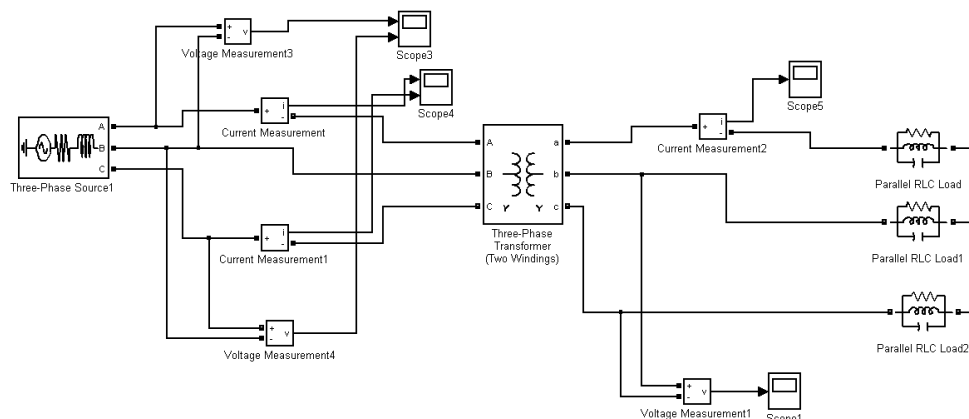 +
-
v
Voltage Measurement3
Scope3
+
i
-
Current Measurement
Scope4
A
B
C
Three-Phase Source1
+
i
-
Current Measurement1
+
-
v
Voltage Measurement4
A
B
C
a
b
c
Y
Y
Three-Phase
Transformer
(Two Windings)
+
i
-
Current Measurement2
Scope5
Parallel RLC Load
Parallel RLC Load1
Parallel RLC Load2
+
-
v
Voltage Measurement1
Scope1